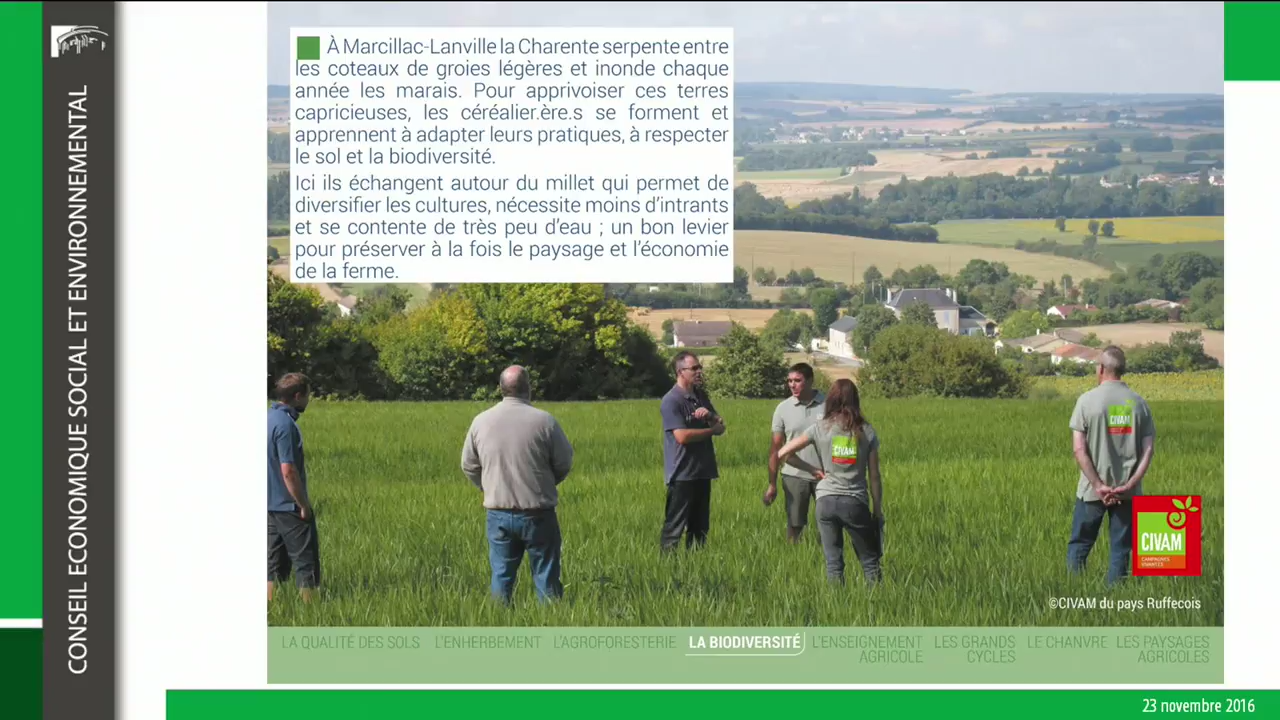 CONSEIL ECONOMIQUE SOCIAL ET ENVIRONNEMENTAL
À Marcillac-Lanville la Charente serpente entre
les coteaux de groies légères et inonde chaque
année les marais. Pour apprivoiser ces terres
capricieuses, les céréalier.ère.s se forment et
apprennent à adapter leurs pratiques, à respecter
le sol et la biodiversité.
Ici ils échangent autour du millet qui permet de
diversifier les cultures, nécessite moins d'intrants
et se contente de très peu d'eau ; un bon levier
pour préserver à la fois le paysage et l'économie
de la ferme.
CIVAM
CIVAM
CIVAM
CAMPAGNES
VIVANTES
©CIVAM du pays Ruffecois
LA QUALITÉ DES SOLS
L'ENHERBEMENT
L'AGROFORESTERIE
LA BIODIVERSITÉ
L'ENSEIGNEMENT
AGRICOLE
LES GRANDS
CYCLES
LE CHANVRE
LES PAYSAGES
AGRICOLES
23 novembre 2016